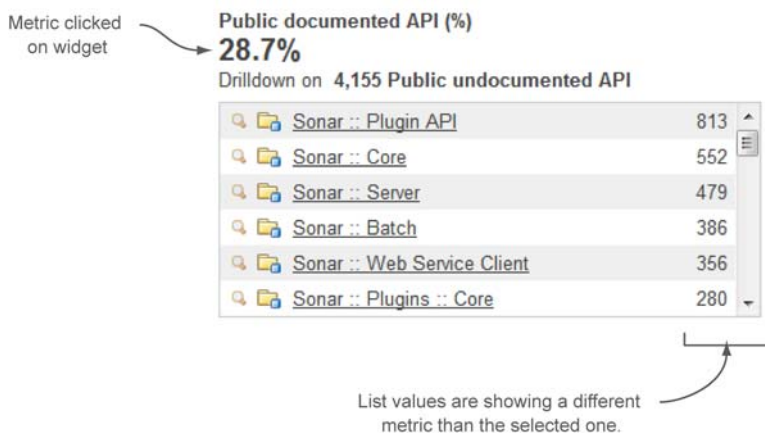 Metric clicked
on widget
Public documented API (%)
28.7%
Drilldown on 4,155 Public undocumented API
Sonar :: Plugin API 813
Sonar :: Core 552
Sonar :: Server 479
Sonar :: Batch 386
Sonar :: Web Service Client 356
Sonar :: Plugins :: Core 280
List values are showing a different
metric than the selected one.